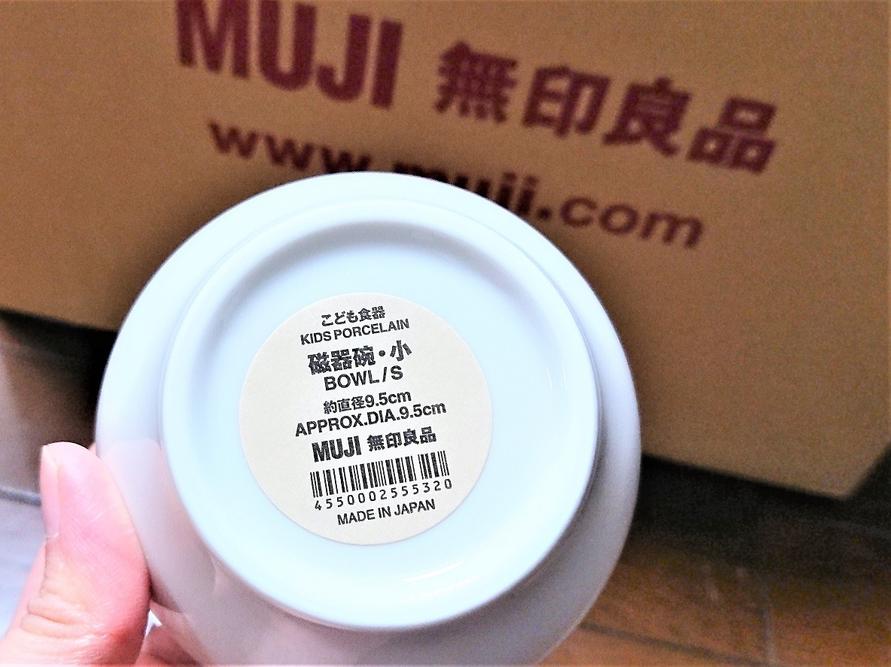 MUJI 無印良品
www.muji.com
こども食器
KIDS PORCELAIN
磁器碗・小
BOWL/S
約直径9.5cm
APPROX.DIA.9.5cm
MUJI 無印良品
4550002555320
MADE IN JAPAN